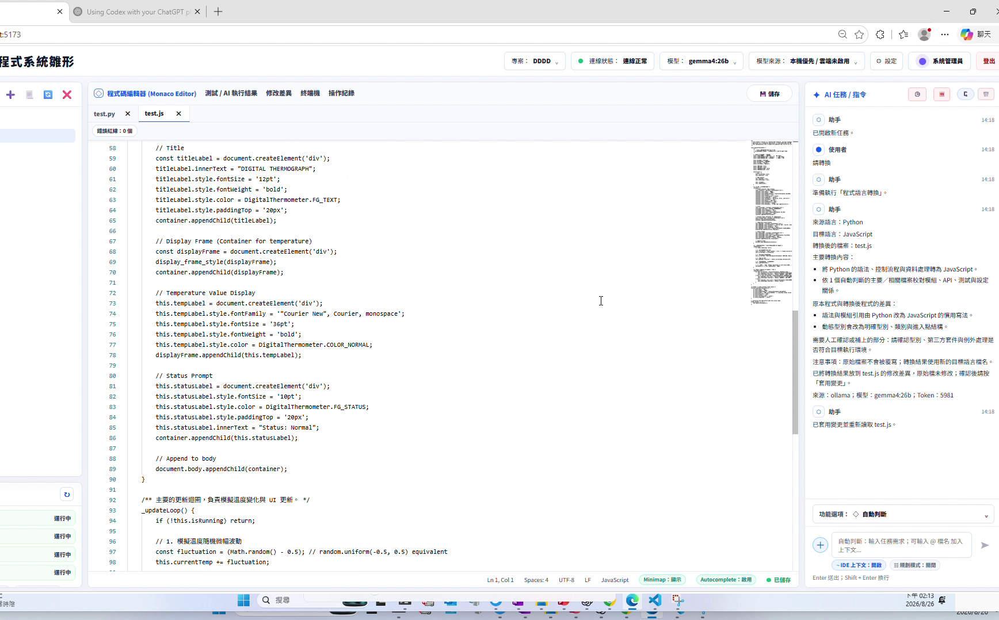 Using Codex with your ChatGPT p
t:5173
聊天
程式系統雛形
專案： DDDD
連線狀態： 連線正常
模型： gemma4:26b
模型來源： 本機優先 / 雲端未啟用
設定
系統管理員
登出
程式碼編輯器 (Monaco Editor)
測試 / AI 執行結果
修改差異
終端機
操作紀錄
儲存
test.py
test.js
錯誤紅線：0 個
58 // Title
59 const titleLabel = document.createElement('div');
60 titleLabel.innerText = "DIGITAL THERMOGRAPH";
61 titleLabel.style.fontSize = '12pt';
62 titleLabel.style.fontWeight = 'bold';
63 titleLabel.style.color = DigitalThermometer.FG_TEXT;
64 titleLabel.style.paddingTop = '20px';
65 container.appendChild(titleLabel);
66
67 // Display Frame (Container for temperature)
68 const displayFrame = document.createElement('div');
69 display_frame_style(displayFrame);
70 container.appendChild(displayFrame);
71
72 // Temperature Value Display
73 this.tempLabel = document.createElement('div');
74 this.tempLabel.style.fontFamily = '"Courier New", Courier, monospace';
75 this.tempLabel.style.fontSize = '36pt';
76 this.tempLabel.style.fontWeight = 'bold';
77 this.tempLabel.style.color = DigitalThermometer.COLOR_NORMAL;
78 displayFrame.appendChild(this.tempLabel);
79
80 // Status Prompt
81 this.statusLabel = document.createElement('div');
82 this.statusLabel.style.fontSize = '10pt';
83 this.statusLabel.style.color = DigitalThermometer.FG_STATUS;
84 this.statusLabel.style.paddingTop = '20px';
85 this.statusLabel.innerText = "Status: Normal";
86 container.appendChild(this.statusLabel);
87
88 // Append to body
89 document.body.appendChild(container);
90 }
91
92 /** 主要的更新迴圈，負責模擬溫度變化與 UI 更新。 */
93 _updateLoop() {
94 if (!this.isRunning) return;
95
96 // 1. 模擬溫度隨機微幅波動
97 const fluctuation = (Math.random() - 0.5); // random.uniform(-0.5, 0.5) equivalent
98 this.currentTemp += fluctuation;
Ln 1, Col 1
Spaces: 4
UTF-8
LF
JavaScript
Minimap：顯示
Autocomplete：啟用
已儲存
運行中
運行中
運行中
運行中
AI 任務 / 指令
助手 14:18
已開啟新任務。
使用者 14:18
請轉換
助手 14:18
準備執行「程式語言轉換」。
助手 14:18
來源語言：Python
目標語言：JavaScript
轉換後的檔案：test.js
主要轉換內容：
• 將 Python 的語法、控制流程與資料處理轉為 JavaScript。
• 依 1 個自動判斷的主要／相關檔案校對模組、API、測試與設定
關係。
原本程式與轉換後程式的差異：
• 語法與模組引用由 Python 改為 JavaScript 的慣用寫法。
• 動態型別會改為明確型別、類別與進入點結構。
需要人工確認或補上的部分：請確認型別、第三方套件與例外處理是
否符合目標執行環境。
注意事項：原始檔案不會被覆寫；轉換結果使用新的目標語言檔名。
已將轉換結果放到 test.js 的修改差異，原始檔未修改；確認後請按
「套用變更」。
來源：ollama；模型：gemma4:26b；Token：5981
助手 14:18
已套用變更並重新讀取 test.js。
功能選項： ◇ 自動判斷
自動判斷：輸入任務需求；可輸入 @ 檔名 加入
上下文...
IDE 上下文：開啟
規劃模式：關閉
Enter 送出；Shift + Enter 換行
搜尋
下午 02:13
2026/8/26
2026/8/26